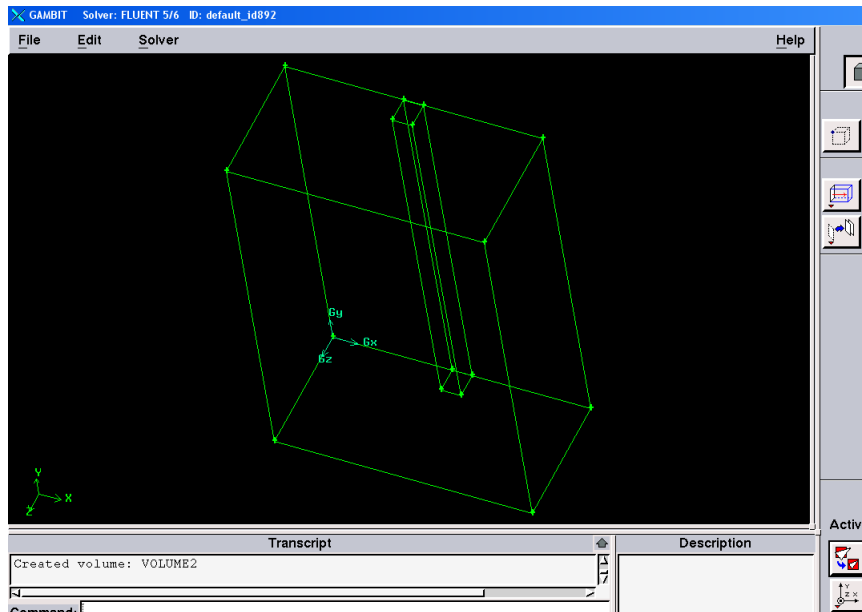 GAMBIT Solver: FLUENT 5/6 ID: default_id892
File Edit Solver Help
Gy
Gx
Gz
Y
X
Z
Activ
Transcript Description
Created volume: VOLUME2
Command:
Y
Z X